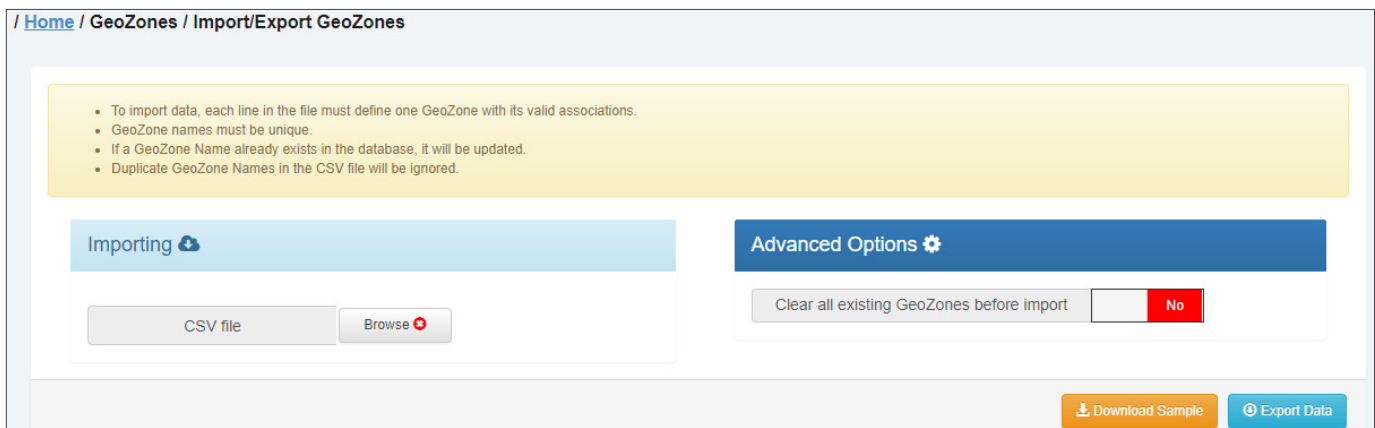 / Home / GeoZones / Import/Export GeoZones
To import data, each line in the file must define one GeoZone with its valid associations.
GeoZone names must be unique.
If a GeoZone Name already exists in the database, it will be updated.
Duplicate GeoZone Names in the CSV file will be ignored.
Importing
CSV file Browse
Advanced Options
Clear all existing GeoZones before import No
Download Sample Export Data